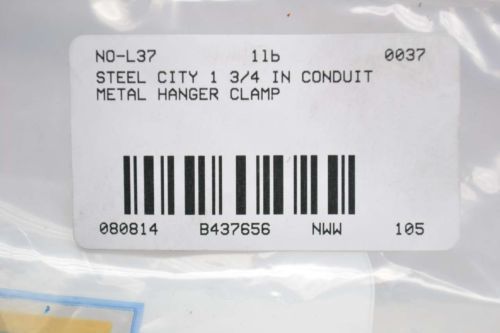 NO-L37 1lb 0037
STEEL CITY 1 3/4 IN CONDUIT
METAL HANGER CLAMP
080814 B437656 NWW 105